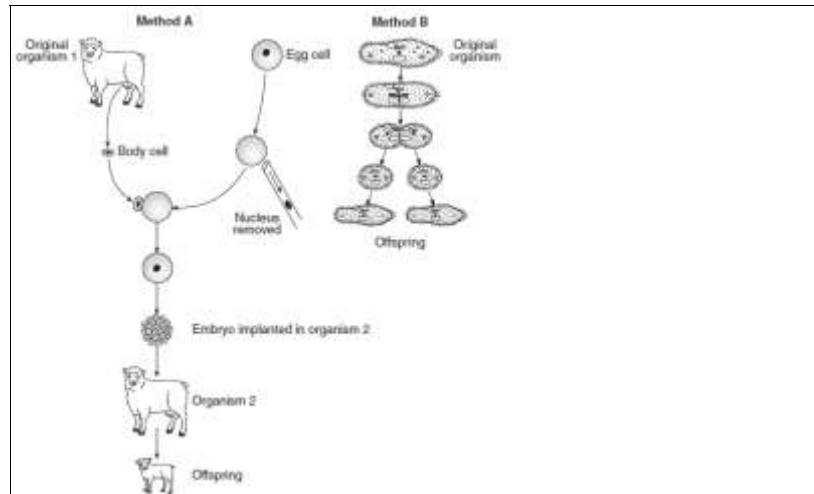 Method A
Original
organism 1
Egg cell
Body cell
Nucleus
removed
Embryo implanted in organism 2
Organism 2
Offspring
Method B
Original
organism
Offspring